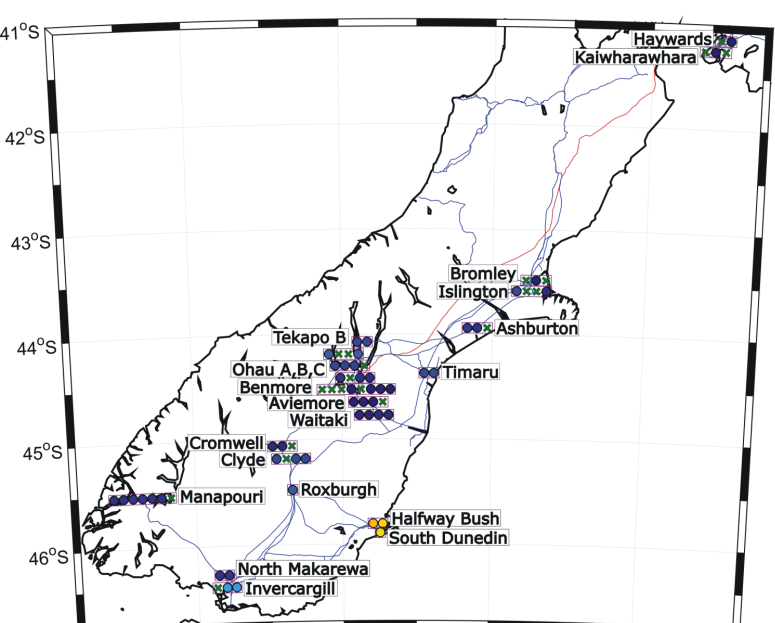 41°S
Haywards
Kaiwharawhara
42°S
43°S
Bromley
Islington
Ashburton
44°S
Tekapo B
Ohau A,B,C
Timaru
Benmore
Aviemore
Waitaki
45°S
Cromwell
Clyde
Manapouri
Roxburgh
Halfway Bush
South Dunedin
46°S
North Makarewa
Invercargill